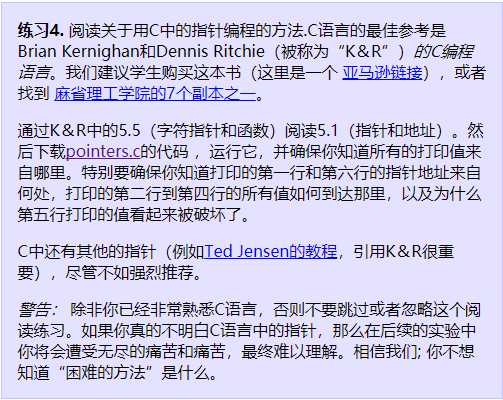 练习4. 阅读关于用C中的指针编程的方法.C语言的最佳参考是
Brian Kernighan和Dennis Ritchie（被称为“K＆R”）的C编程
语言。我们建议学生购买这本书（这里是一个 亚马逊链接），或者
找到 麻省理工学院的7个副本之一。
通过K＆R中的5.5（字符指针和函数）阅读5.1（指针和地址）。然
后下载pointers.c的代码 ，运行它，并确保你知道所有的打印值来
自哪里。特别要确保你知道打印的第一行和第六行的指针地址来自
何处，打印的第二行到第四行的所有值如何到达那里，以及为什么
第五行打印的值看起来被破坏了。
C中还有其他的指针（例如Ted Jensen的教程，引用K＆R很重
要），尽管不如强烈推荐。
警告： 除非你已经非常熟悉C语言，否则不要跳过或者忽略这个阅
读练习。如果你真的不明白C语言中的指针，那么在后续的实验中
你将会遭受无尽的痛苦和痛苦，最终难以理解。相信我们; 你不想
知道“困难的方法”是什么。